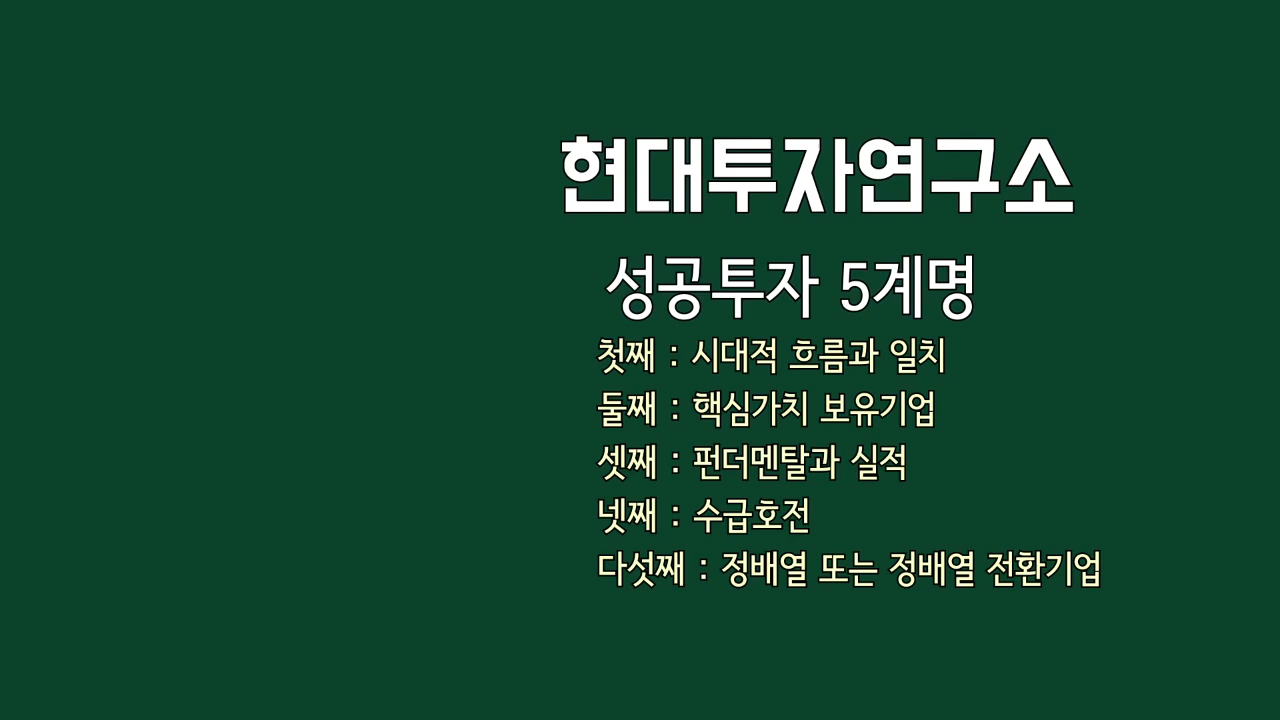 현대투자연구소
성공투자 5계명
첫째 : 시대적 흐름과 일치
둘째 : 핵심가치 보유기업
셋째 : 펀더멘탈과 실적
넷째 : 수급호전
다섯째 : 정배열 또는 정배열 전환기업